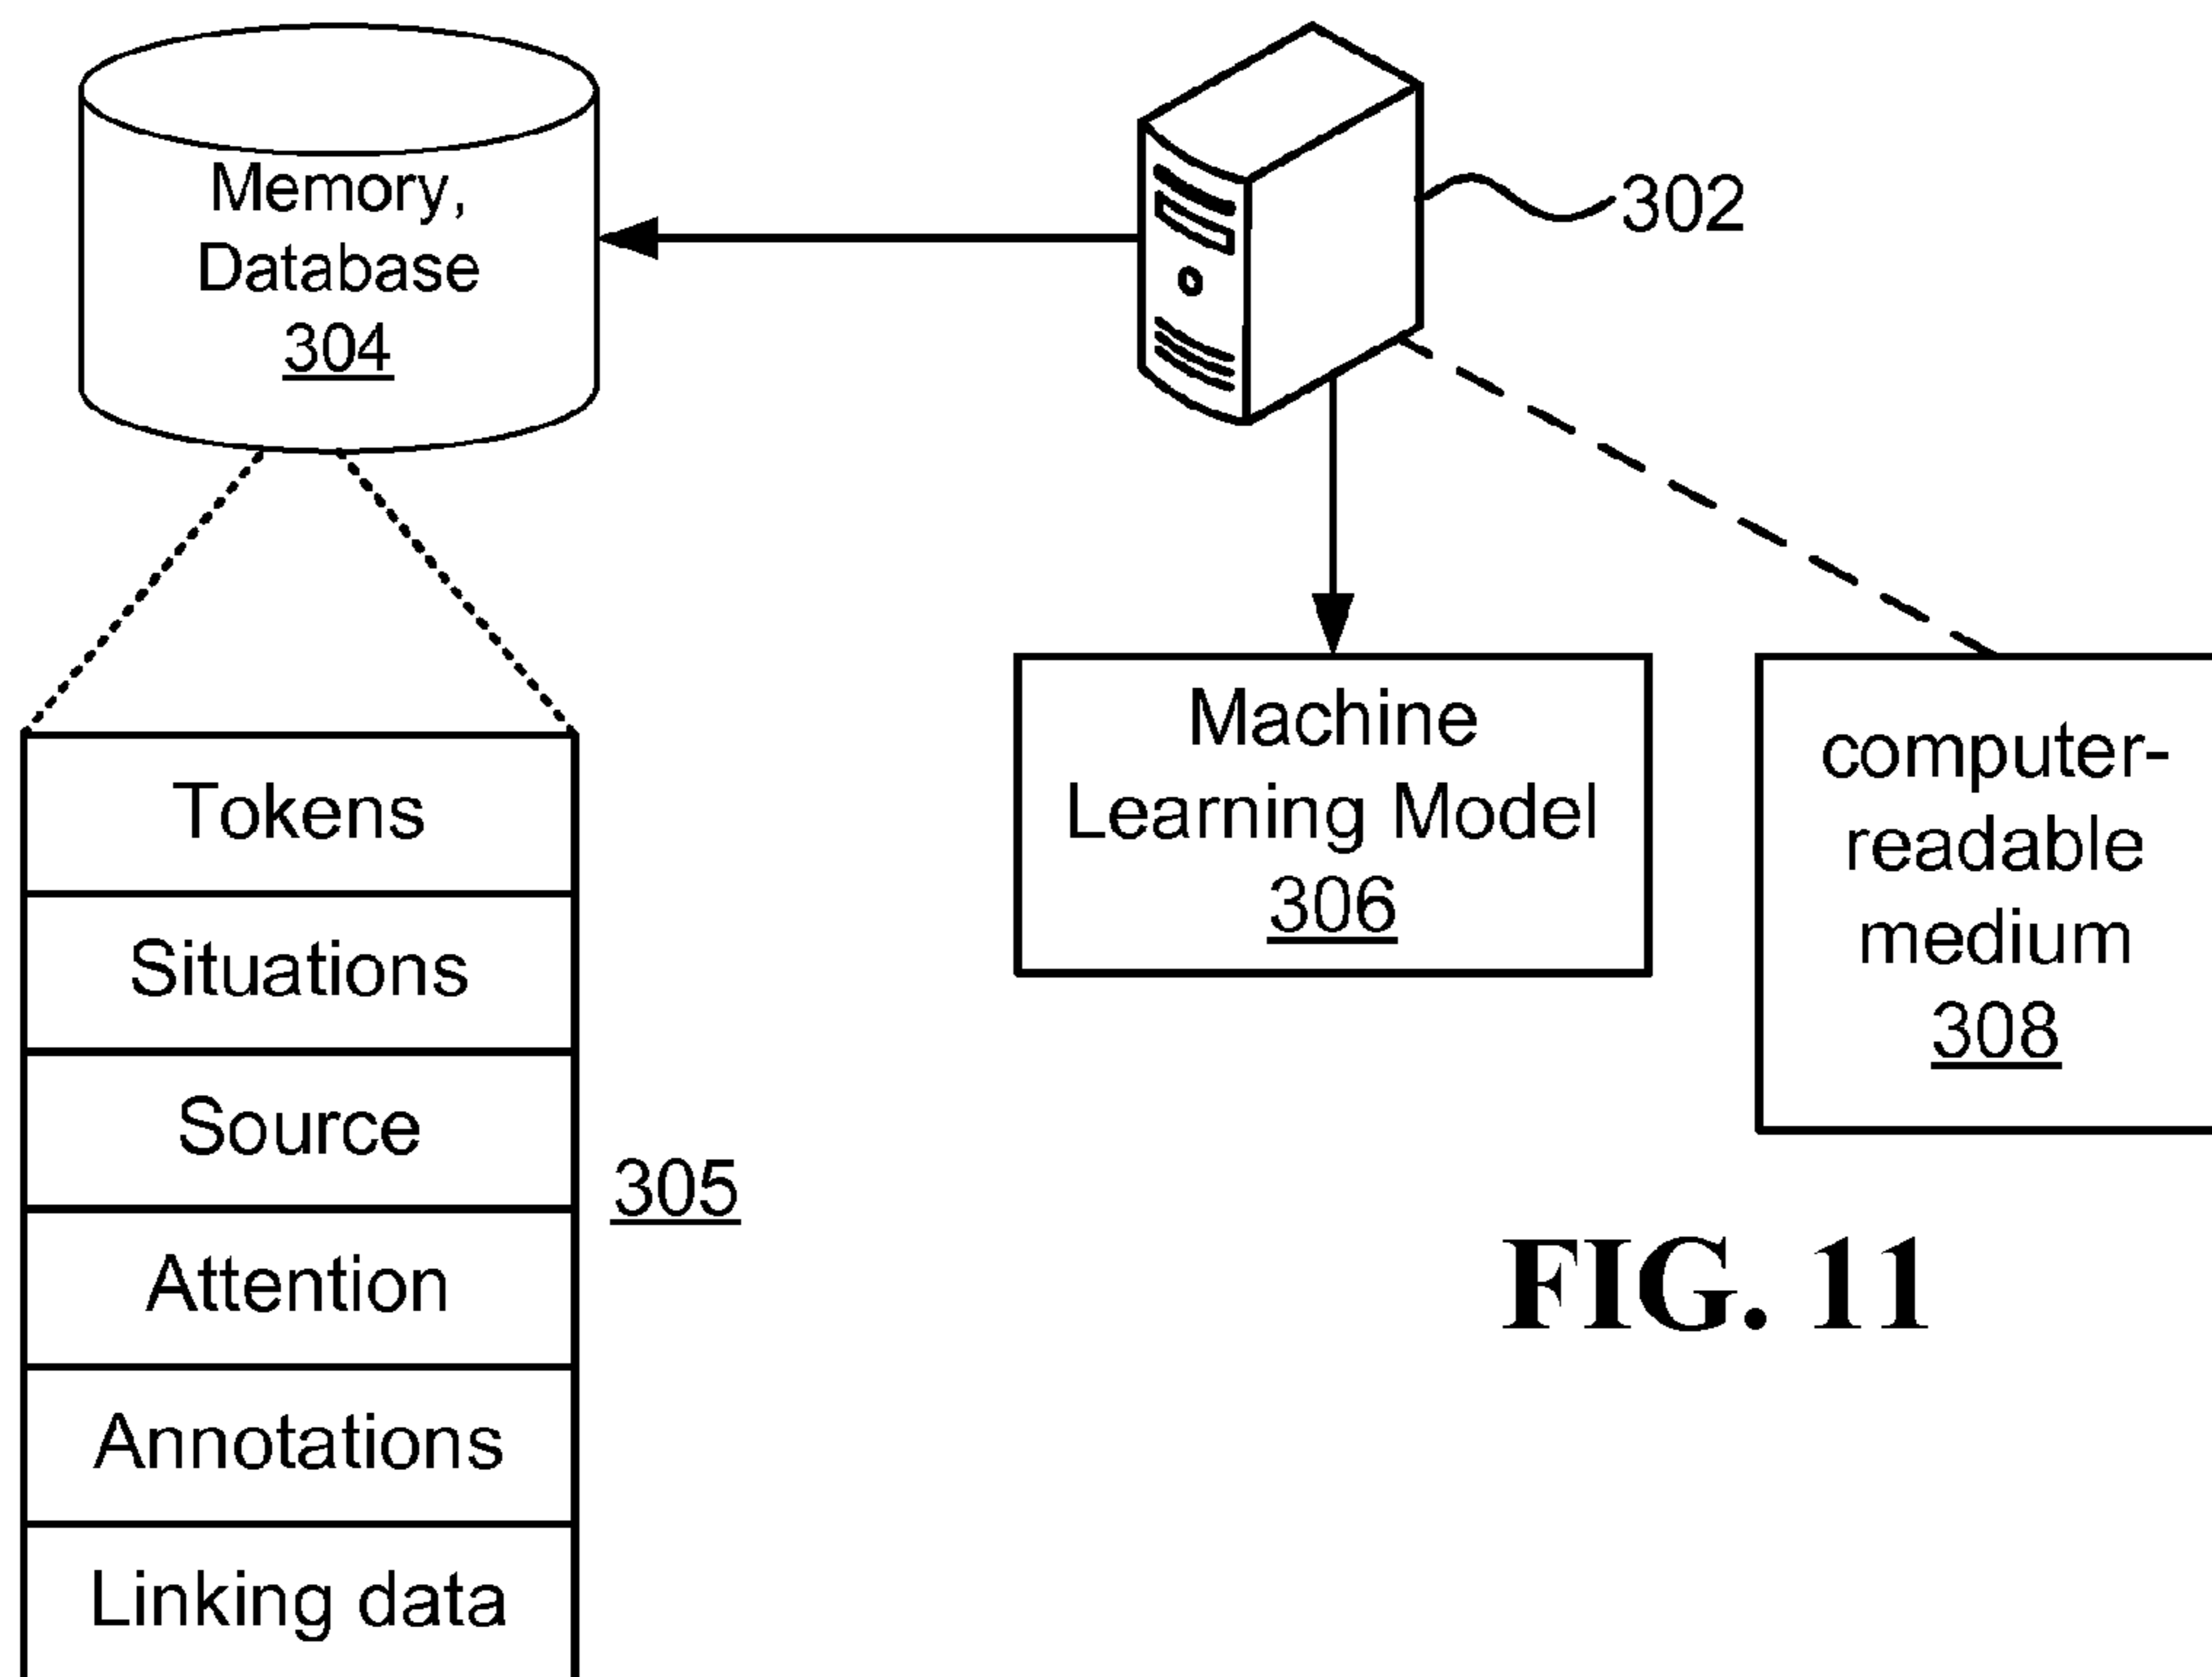 Memory,
Database
304
302
Machine
Learning Model
306
computer-
readable
medium
308
Tokens
Situations
Source
Attention
Annotations
Linking data
305
FIG. 11